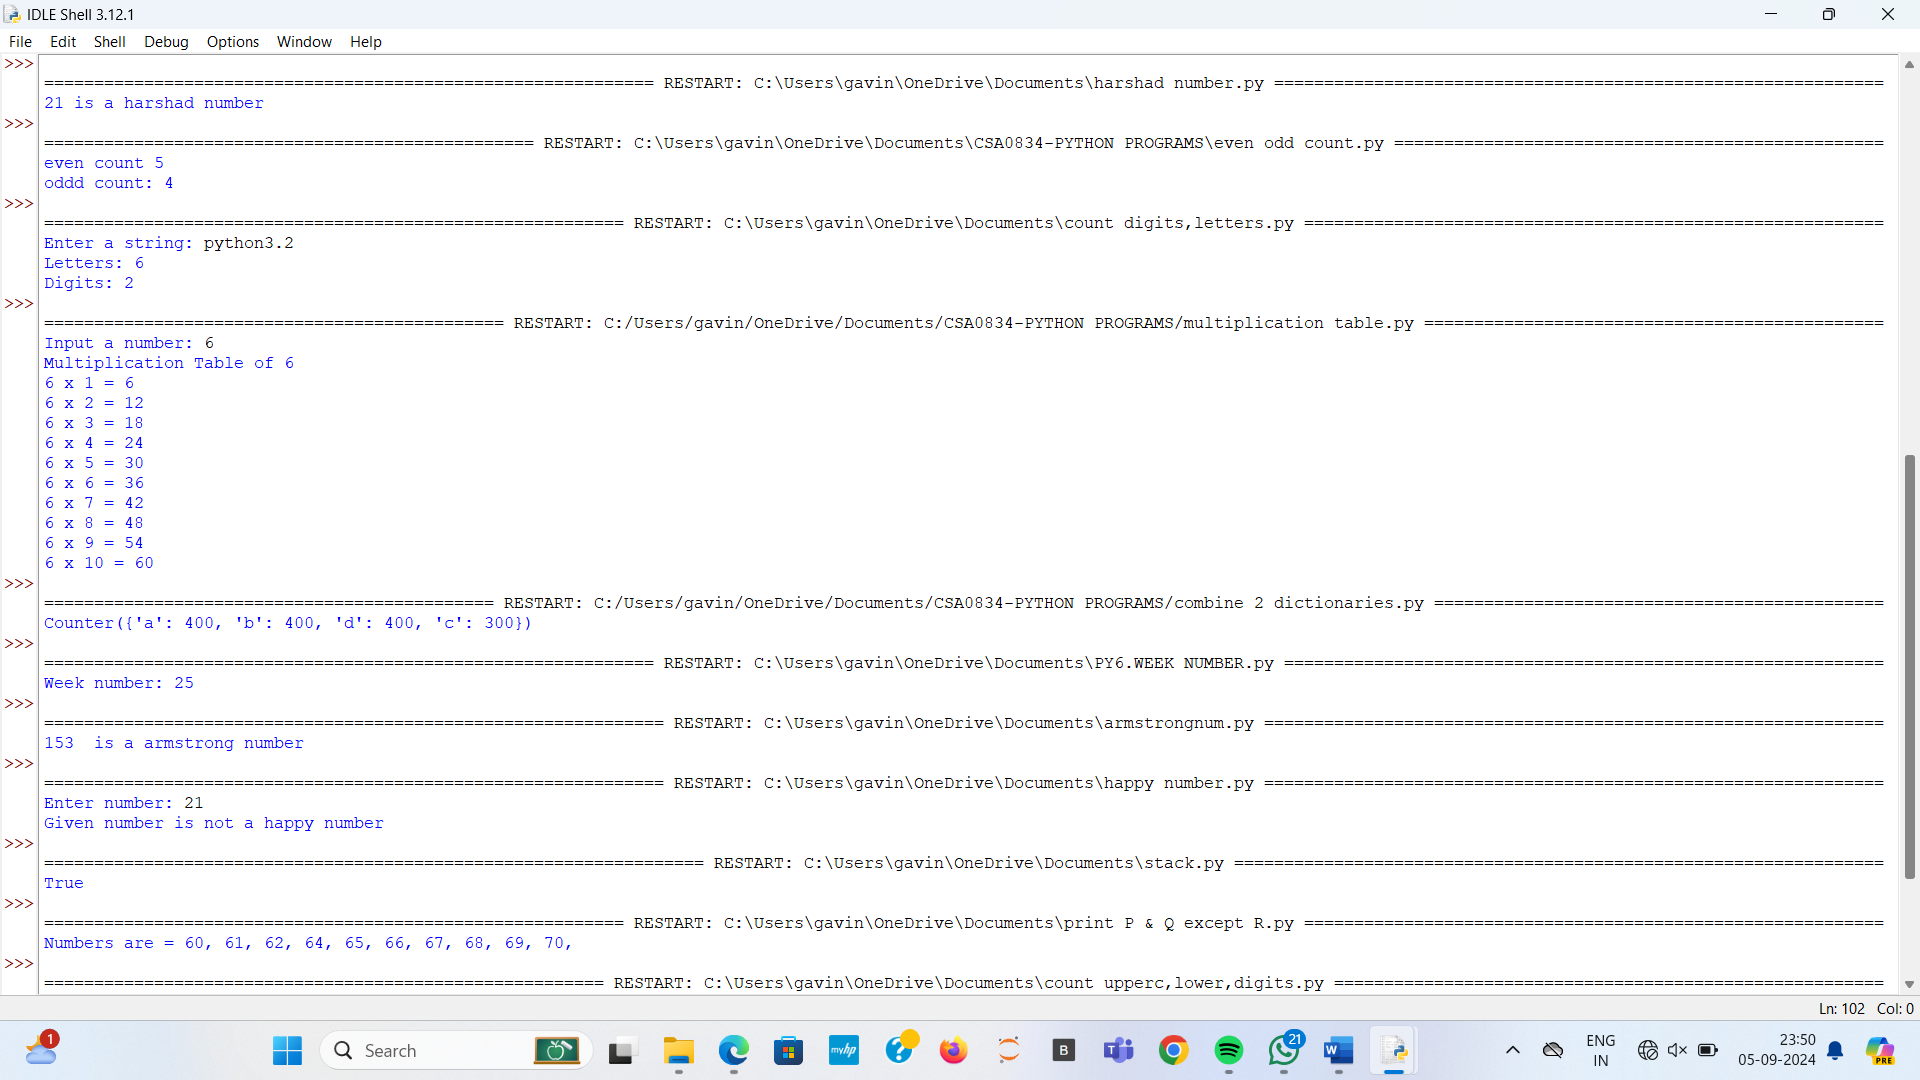 IDLE Shell 3.12.1
File Edit Shell Debug Options Window Help
>>>
============================================================= RESTART: C:\Users\gavin\OneDrive\Documents\harshad number.py =============================================================
21 is a harshad number
>>>
================================================= RESTART: C:\Users\gavin\OneDrive\Documents\CSA0834-PYTHON PROGRAMS\even odd count.py =================================================
even count 5
oddd count: 4
>>>
========================================================== RESTART: C:\Users\gavin\OneDrive\Documents\count digits,letters.py ==========================================================
Enter a string: python3.2
Letters: 6
Digits: 2
>>>
============================================== RESTART: C:/Users/gavin/OneDrive/Documents/CSA0834-PYTHON PROGRAMS/multiplication table.py ==============================================
Input a number: 6
Multiplication Table of 6
6 x 1 = 6
6 x 2 = 12
6 x 3 = 18
6 x 4 = 24
6 x 5 = 30
6 x 6 = 36
6 x 7 = 42
6 x 8 = 48
6 x 9 = 54
6 x 10 = 60
>>>
============================================= RESTART: C:/Users/gavin/OneDrive/Documents/CSA0834-PYTHON PROGRAMS/combine 2 dictionaries.py =============================================
Counter({'a': 400, 'b': 400, 'd': 400, 'c': 300})
>>>
============================================================= RESTART: C:\Users\gavin\OneDrive\Documents\PY6.WEEK NUMBER.py ============================================================
Week number: 25
>>>
============================================================== RESTART: C:\Users\gavin\OneDrive\Documents\armstrongnum.py ==============================================================
153  is a armstrong number
>>>
============================================================== RESTART: C:\Users\gavin\OneDrive\Documents\happy number.py ==============================================================
Enter number: 21
Given number is not a happy number
>>>
================================================================== RESTART: C:\Users\gavin\OneDrive\Documents\stack.py =================================================================
True
>>>
========================================================== RESTART: C:\Users\gavin\OneDrive\Documents\print P & Q except R.py ==========================================================
Numbers are = 60, 61, 62, 64, 65, 66, 67, 68, 69, 70,
>>>
======================================================== RESTART: C:\Users\gavin\OneDrive\Documents\count upperc,lower,digits.py =======================================================
Ln: 102 Col: 0
1
Search
myhp
B
21
W
ENG
IN
23:50
05-09-2024
PRE